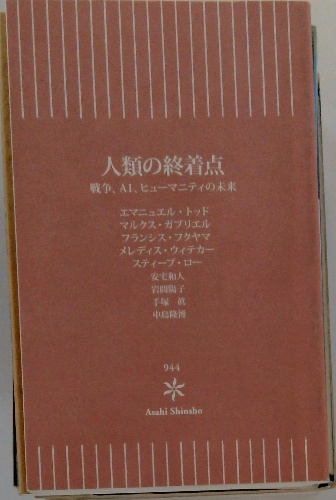 人類の終着点
戦争、AI、ヒューマニティの未来
エマニュエル・トッド
マルクス・ガブリエル
フランシス・フクヤマ
メレディス・ウィテカー
スティーブ・ロー
安宅和人
岩間陽子
手塚 眞
中島隆博
944
Asahi Shinsho